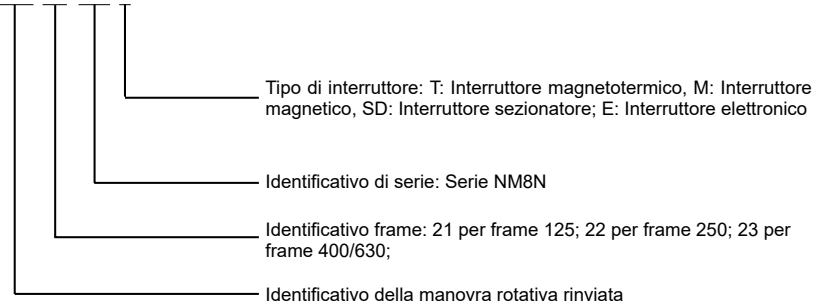 Tipo di interruttore: T: Interruttore magnetotermico, M: Interruttore
magnetico, SD: Interruttore sezionatore; E: Interruttore elettronico
Identificativo di serie: Serie NM8N
Identificativo frame: 21 per frame 125; 22 per frame 250; 23 per
frame 400/630;
Identificativo della manovra rotativa rinviata